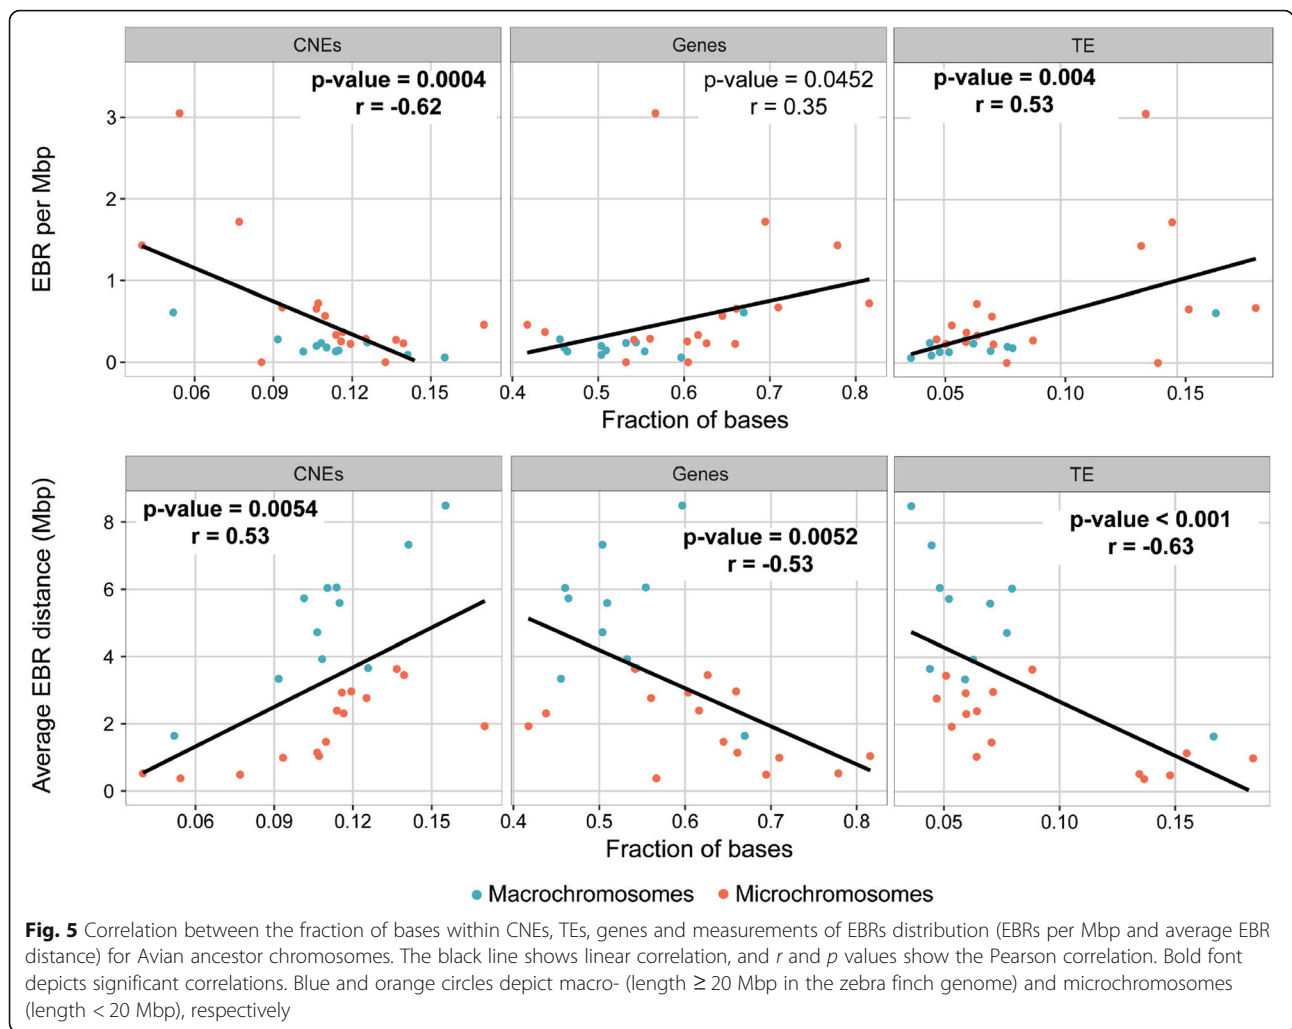 CNEs
Genes
TE
p-value = 0.0004
r = -0.62
p-value = 0.0452
r = 0.35
p-value = 0.004
r = 0.53
EBR per Mbp
3
2
1
0
0.06 0.09 0.12 0.15
0.4 0.5 0.6 0.7 0.8
0.05 0.10 0.15
Fraction of bases
CNEs
Genes
TE
p-value = 0.0054
r = 0.53
p-value = 0.0052
r = -0.53
p-value < 0.001
r = -0.63
Average EBR distance (Mbp)
8
6
4
2
0
0.06 0.09 0.12 0.15
0.4 0.5 0.6 0.7 0.8
0.05 0.10 0.15
Fraction of bases
Macrochromosomes Microchromosomes
Fig. 5 Correlation between the fraction of bases within CNEs, TEs, genes and measurements of EBRs distribution (EBRs per Mbp and average EBR
distance) for Avian ancestor chromosomes. The black line shows linear correlation, and r and p values show the Pearson correlation. Bold font
depicts significant correlations. Blue and orange circles depict macro- (length ≥ 20 Mbp in the zebra finch genome) and microchromosomes
(length < 20 Mbp), respectively